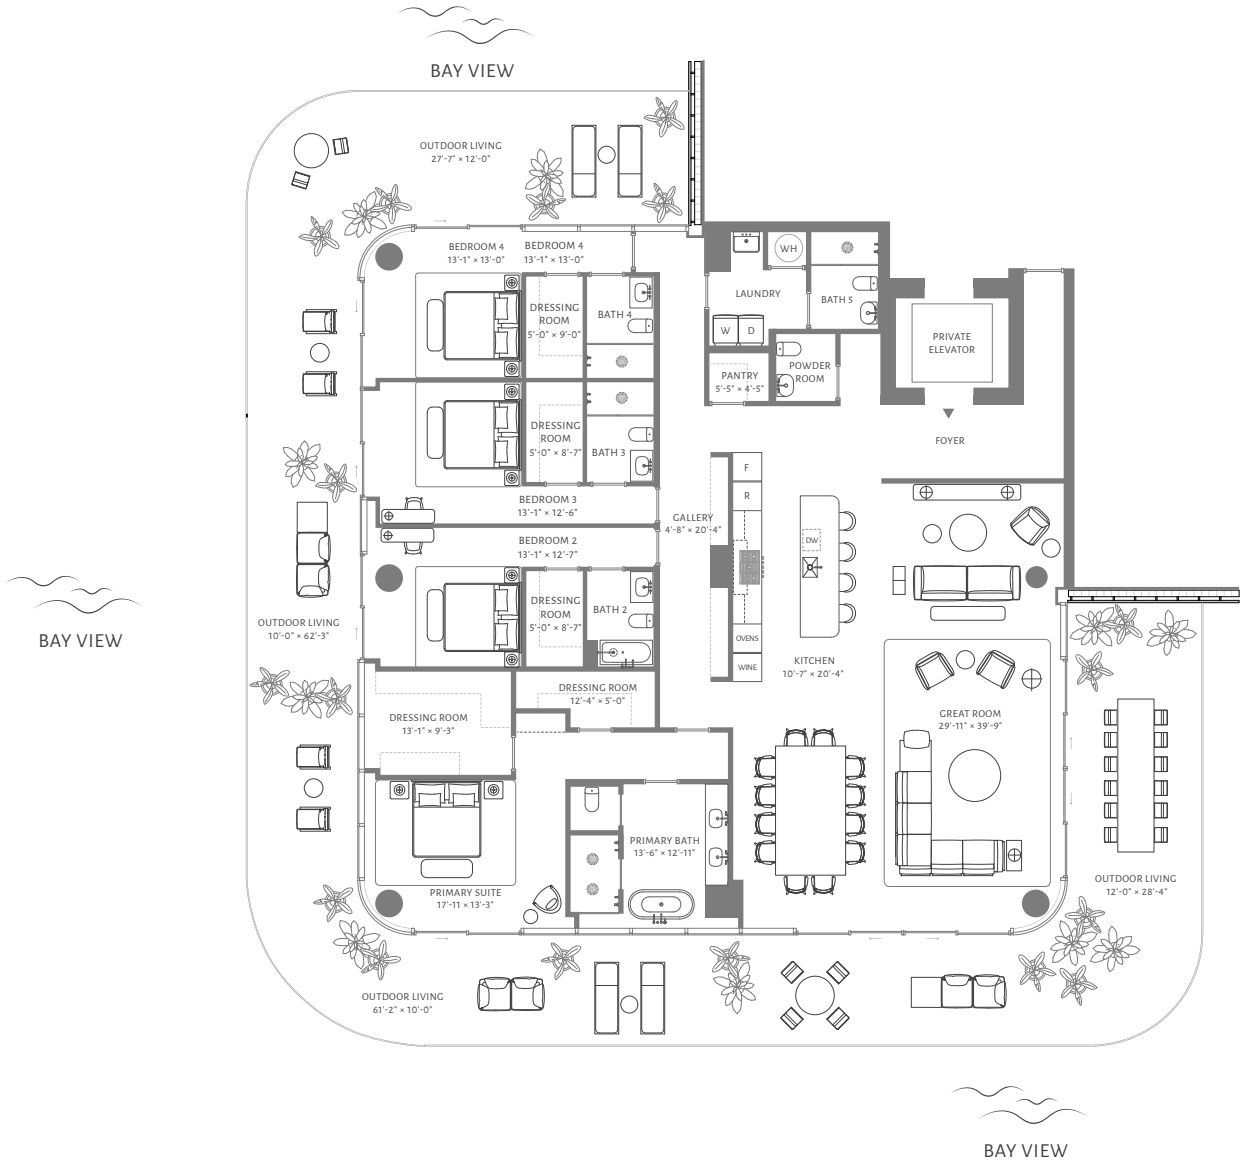 BAY VIEW
OUTDOOR LIVING
27'-7" × 12'-0"
BEDROOM 4
13'-1" × 13'-0"
BEDROOM 4
13'-1" × 13'-0"
WH
LAUNDRY
BATH 5
DRESSING
ROOM
5'-0" × 9'-0"
BATH 4
W
D
PRIVATE
ELEVATOR
PANTRY
5'-5" × 4'-5"
POWDER
ROOM
FOYER
DRESSING
ROOM
5'-0" × 8'-7"
BATH 3
F
R
BEDROOM 3
13'-1" × 12'-6"
GALLERY
4'-8" × 20'-4"
BEDROOM 2
13'-1" × 12'-7"
DW
DRESSING
ROOM
5'-0" × 8'-7"
BATH 2
OUTDOOR LIVING
10'-0" × 62'-3"
BAY VIEW
OVENS
WINE
KITCHEN
10'-7" × 20'-4"
DRESSING ROOM
12'-4" × 5'-0"
DRESSING ROOM
13'-1" × 9'-3"
GREAT ROOM
29'-11" × 39'-9"
PRIMARY BATH
13'-6" × 12'-11"
PRIMARY SUITE
17'-11 × 13'-3"
OUTDOOR LIVING
12'-0" × 28'-4"
OUTDOOR LIVING
61'-2" × 10'-0"
BAY VIEW